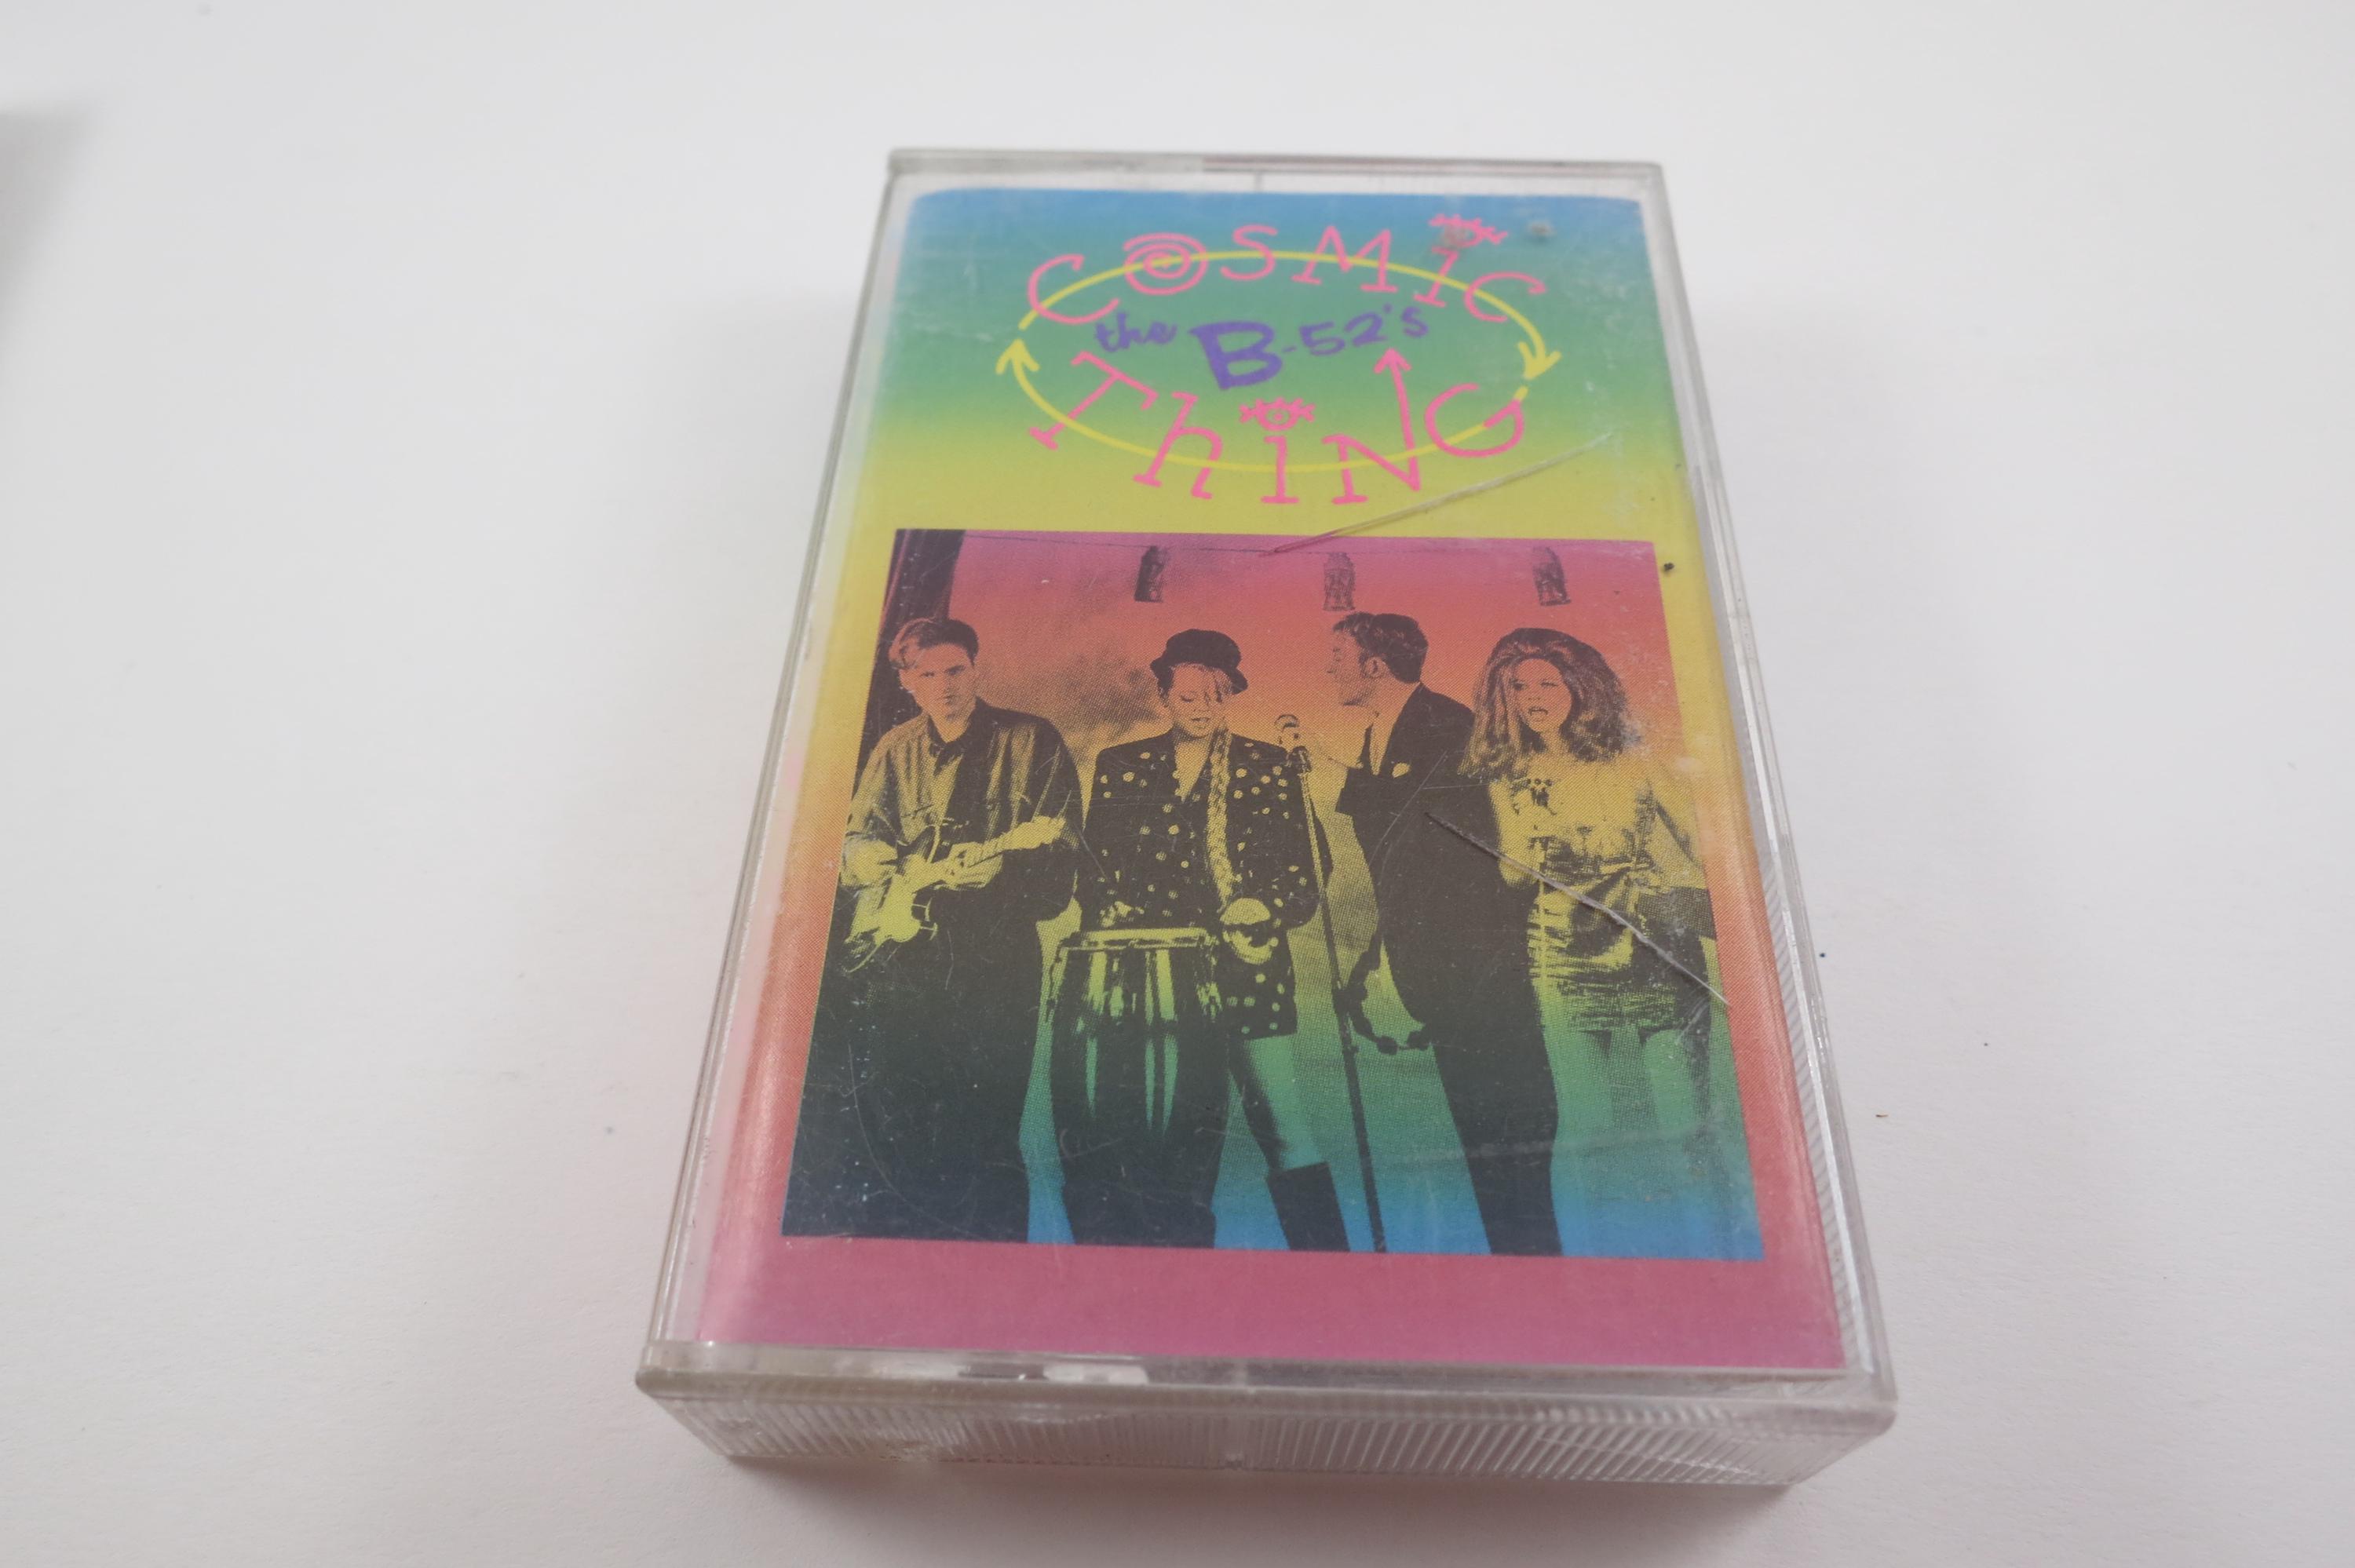 COSMiC
the B-52's
ThiNG